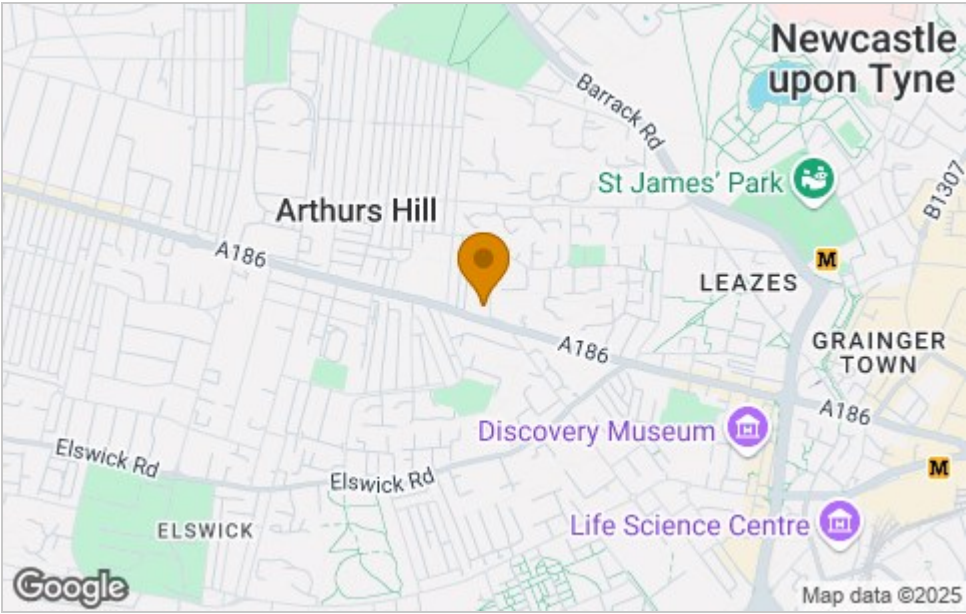 Newcastle
upon Tyne
Barrack Rd
St James' Park
B1307
Arthurs Hill
A186
M
LEAZES
A186
GRAINGER
TOWN
A186
Discovery Museum
Elswick Rd
Elswick Rd
M
ELSWICK
Life Science Centre
Google
Map data ©2025